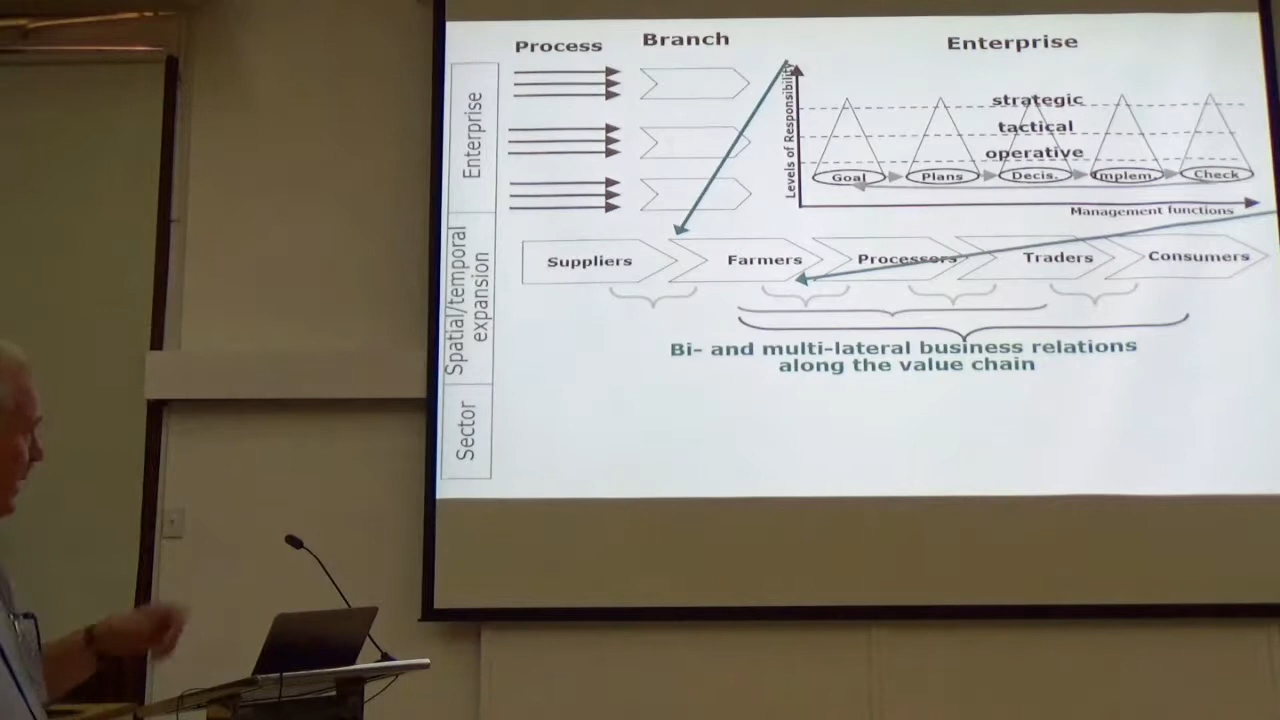 Process
Branch
Enterprise
Enterprise
Levels of Responsibility
strategic
tactical
operative
Goal
Plans
Decis.
Implem.
Check
Management functions
Spatial/temporal
expansion
Suppliers
Farmers
Processors
Traders
Consumers
Bi- and multi-lateral business relations
along the value chain
Sector